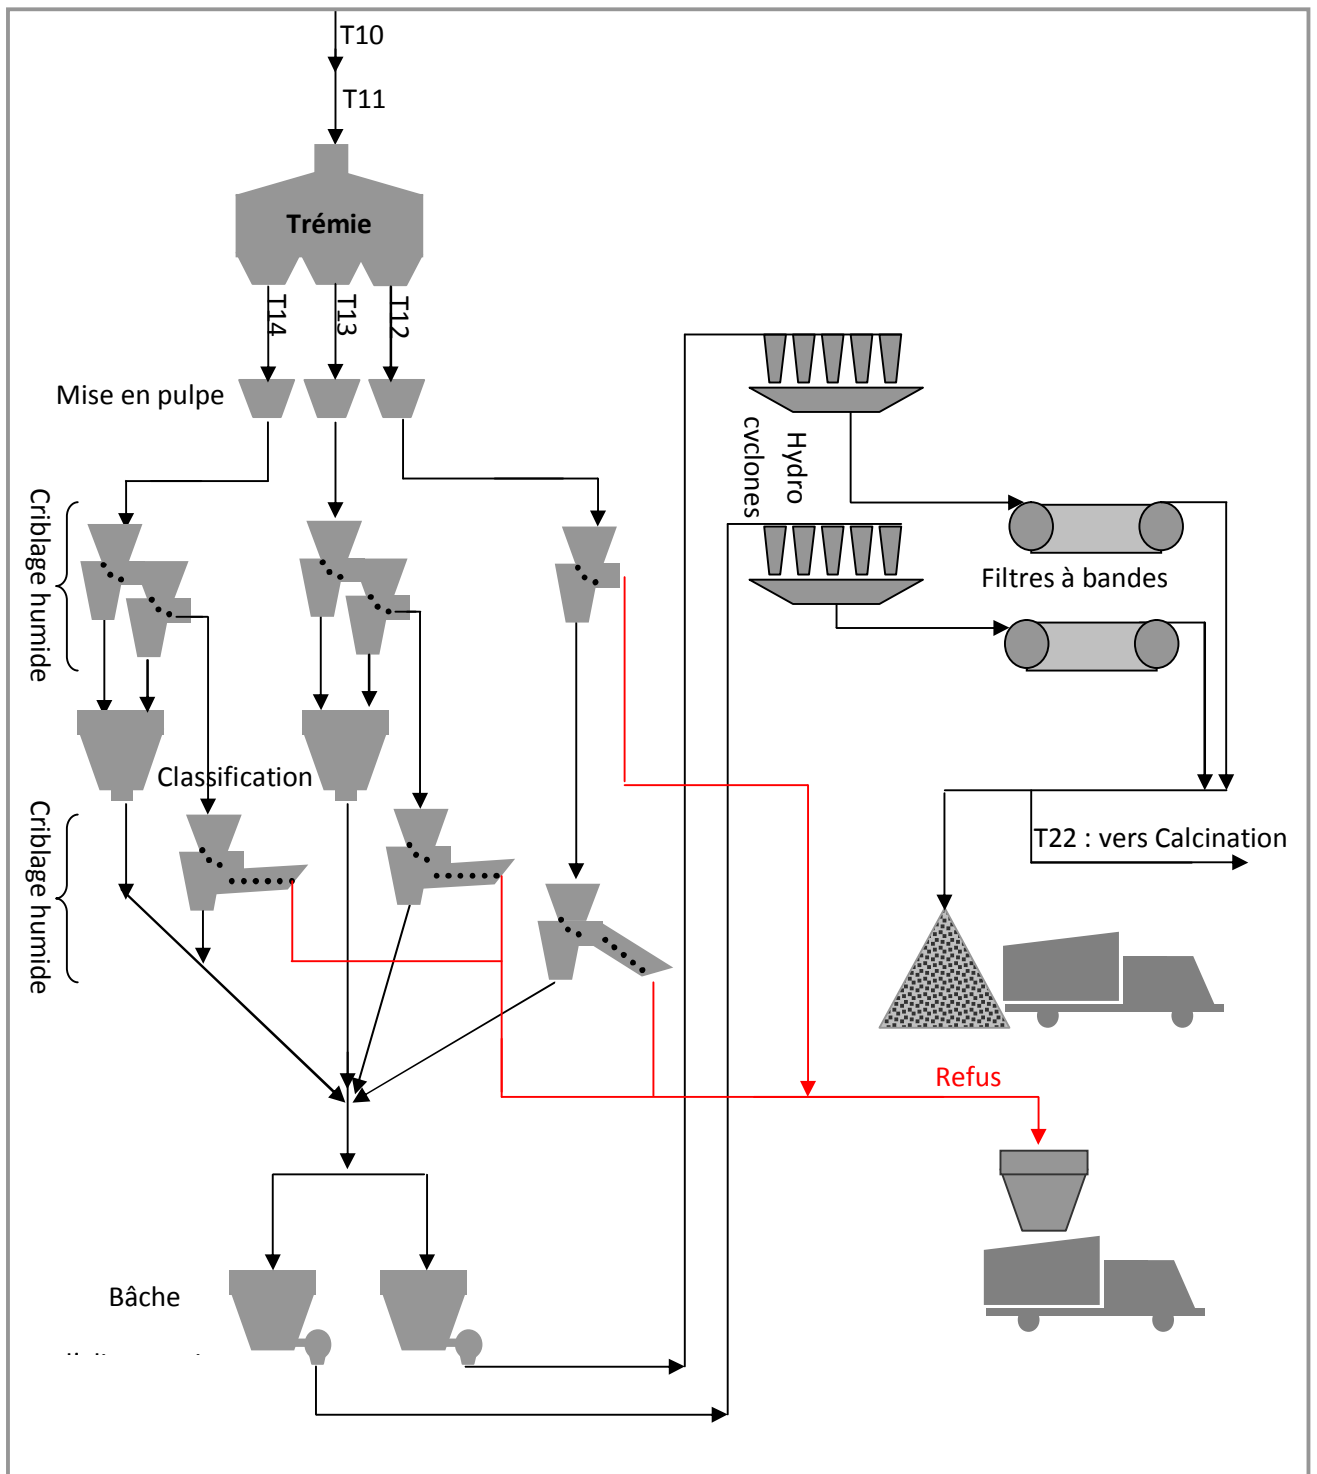 T10
T11
Trémie
T14
T13
T12
Mise en pulpe
Hydro
cvclones
Criblage humide
Filtres à bandes
Classification
Criblage humide
T22 : vers Calcination
Refus
Bâche